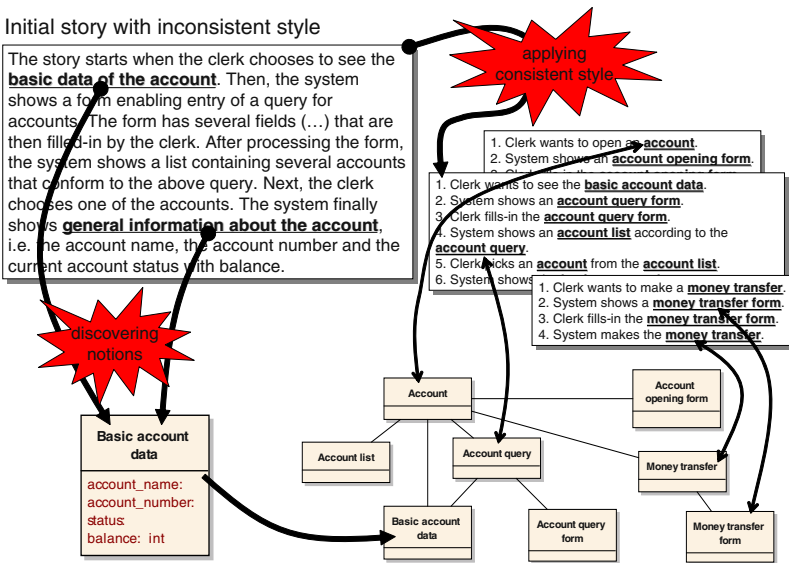 Initial story with inconsistent style
The story starts when the clerk chooses to see the
basic data of the account. Then, the system
shows a form enabling entry of a query for
accounts. The form has several fields (…) that are
then filled-in by the clerk. After processing the form,
the system shows a list containing several accounts
that conform to the above query. Next, the clerk
chooses one of the accounts. The system finally
shows general information about the account,
i.e. the account name, the account number and the
current account status with balance.
applying
consistent style
1. Clerk wants to open an account.
2. System shows an account opening form.
1. Clerk wants to see the basic account data.
2. System shows an account query form.
3. Clerk fills-in the account query form.
4. System shows an account list according to the
account query.
5. Clerk picks an account from the account list.
6. System shows
1. Clerk wants to make a money transfer.
2. System shows a money transfer form.
3. Clerk fills-in the money transfer form.
4. System makes the money transfer.
discovering
notions
Basic account
data
account_name:
account_number:
status:
balance: int
Account
Account
opening form
Account list
Account query
Money transfer
Basic account
data
Account query
form
Money transfer
form